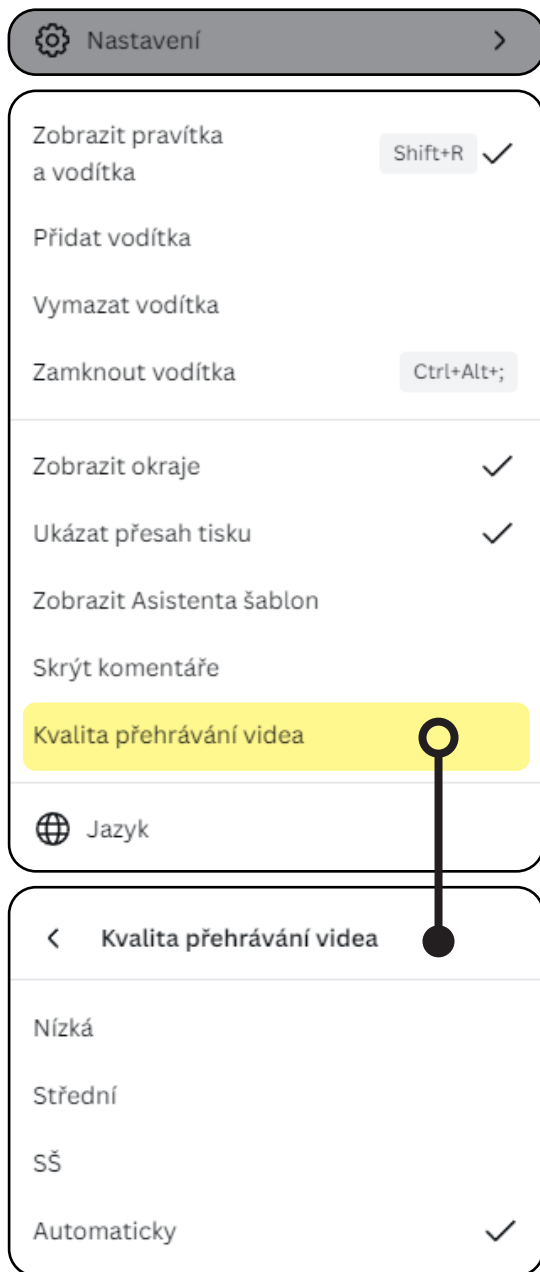 Nastavení
Zobrazit pravítka
a vodítka
Shift+R
Přidat vodítka
Vymazat vodítka
Zamknout vodítka Ctrl+Alt+;
Zobrazit okraje
Ukázat přesah tisku
Zobrazit Asistenta šablon
Skrýt komentáře
Kvalita přehrávání videa
Jazyk
Kvalita přehrávání videa
Nízká
Střední
SŠ
Automaticky